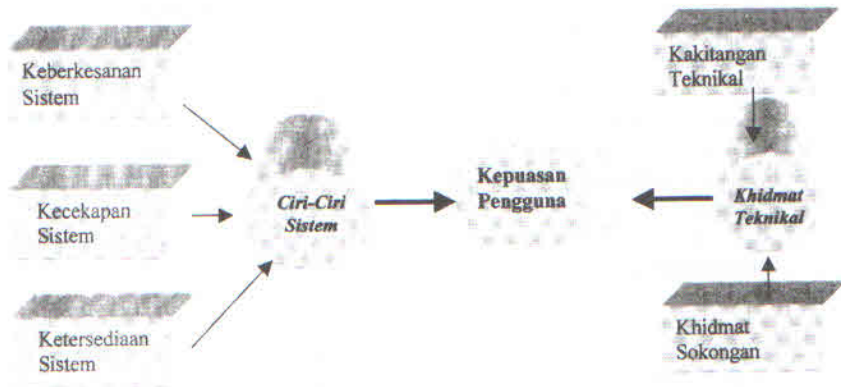 Keberkesanan
Sistem
Kecekapan
Sistem
Ketersediaan
Sistem
Ciri-Ciri
Sistem
Kepuasan
Pengguna
Kakitangan
Teknikal
Khidmat
Teknikal
Khidmat
Sokongan